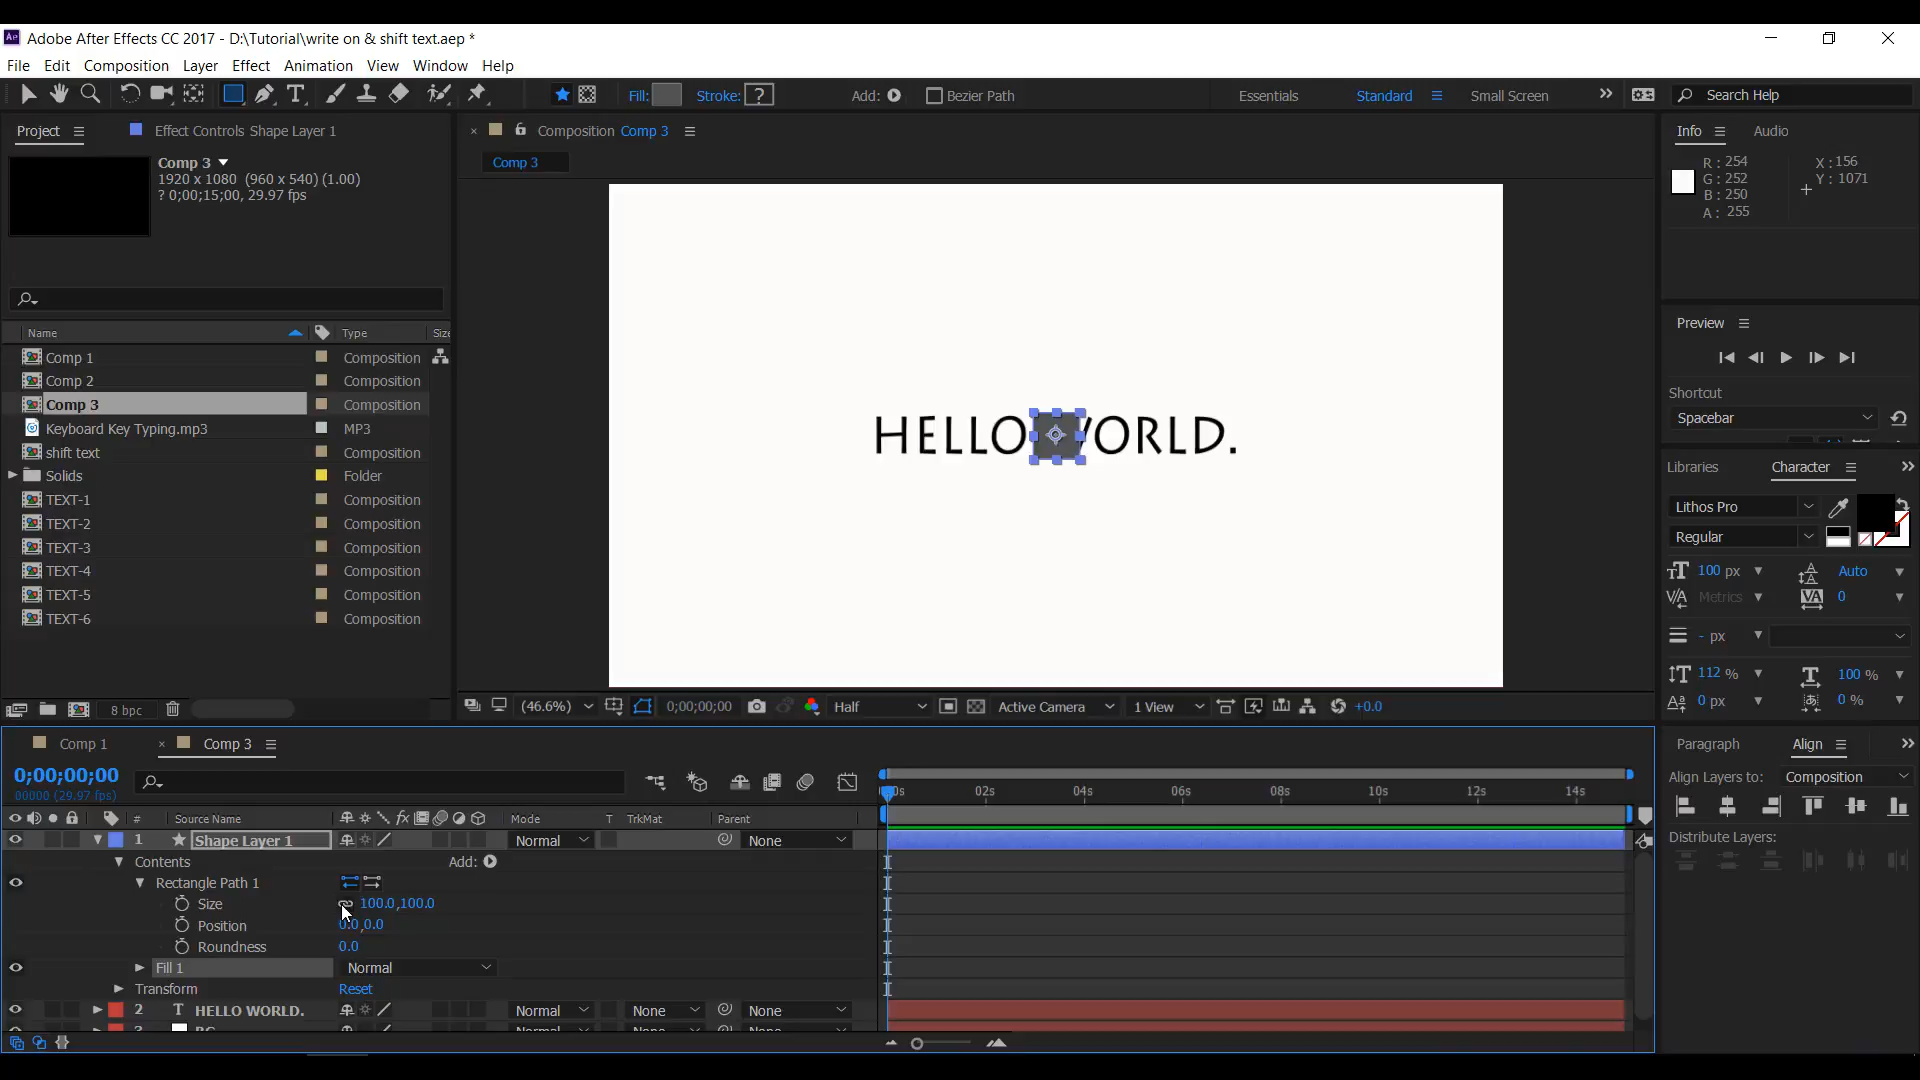 Adobe After Effects CC 2017 - D:\Tutorial\write on & shift text.aep *
File Edit Composition Layer Effect Animation View Window Help
Fill: Stroke: ? Add: Bezier Path Essentials Standard Small Screen Search Help
Project Effect Controls Shape Layer 1
Comp 3
1920 x 1080 (960 x 540) (1.00)
? 0;00;15;00, 29.97 fps
Name Type Size
Comp 1 Composition
Comp 2 Composition
Comp 3 Composition
Keyboard Key Typing.mp3 MP3
shift text Composition
Solids Folder
TEXT-1 Composition
TEXT-2 Composition
TEXT-3 Composition
TEXT-4 Composition
TEXT-5 Composition
TEXT-6 Composition
8 bpc
Composition Comp 3
Comp 3
HELLO WORLD.
(46.6%) 0;00;00;00 Half Active Camera 1 View +0.0
Info Audio
R : 254 X : 156
G : 252 Y : 1071
B : 250
A : 255
Preview
Shortcut
Spacebar
Libraries Character
Lithos Pro
Regular
100 px Auto
Metrics 0
- px
112 % 100 %
0 px 0 %
Paragraph Align
Align Layers to: Composition
Distribute Layers:
Comp 1 Comp 3
0;00;00;00
00000 (29.97 fps)
02s 04s 06s 08s 10s 12s 14s
# Source Name Mode T TrkMat Parent
1 Shape Layer 1 Normal None
Contents Add:
Rectangle Path 1
Size 100.0,100.0
Position 0.0,0.0
Roundness 0.0
Fill 1 Normal
Transform Reset
2 T HELLO WORLD. Normal None None